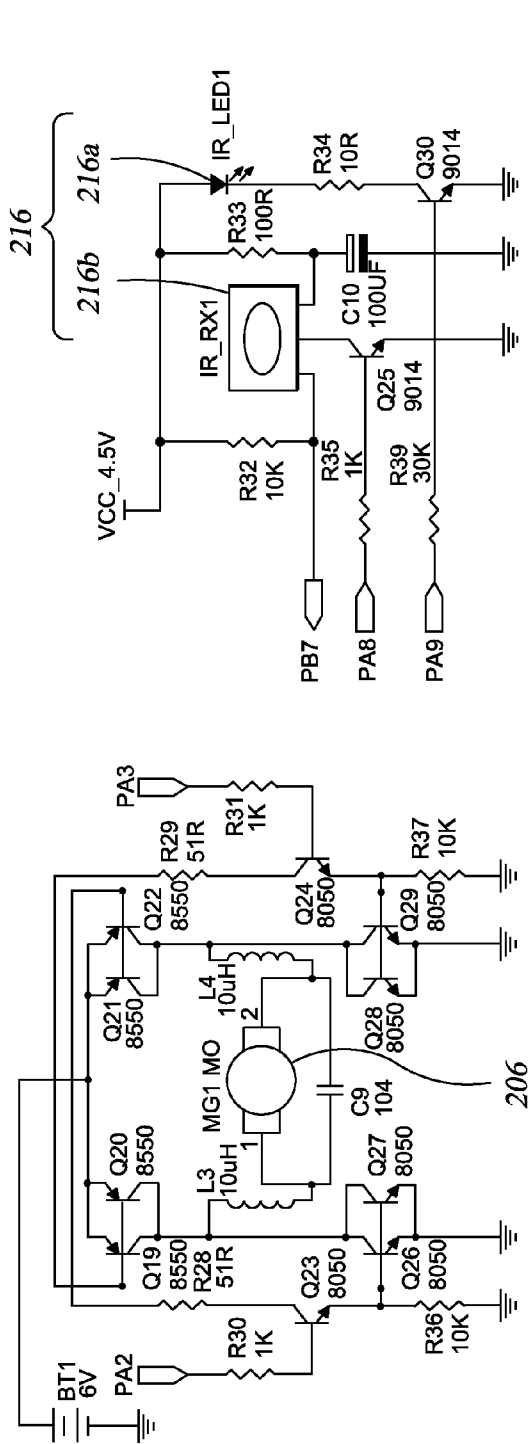 BT1
6V
PA2
R30
1K
Q19
8550
R28
51R
Q23
8050
R36
10K
Q20
8550
L3
10uH
1
Q26
8050
Q27
8050
MG1 MO
2
C9
104
206
Q21
8550
Q22
8550
L4
10uH
Q28
8050
Q29
8050
R29
51R
Q24
8050
R37
10K
PA3
R31
1K
216
216b
216a
VCC_4.5V
IR_RX1
IR_LED1
R32
10K
R33
100R
R34
10R
PB7
PA8
PA9
R35
1K
R39
30K
Q25
9014
C10
100UF
Q30
9014